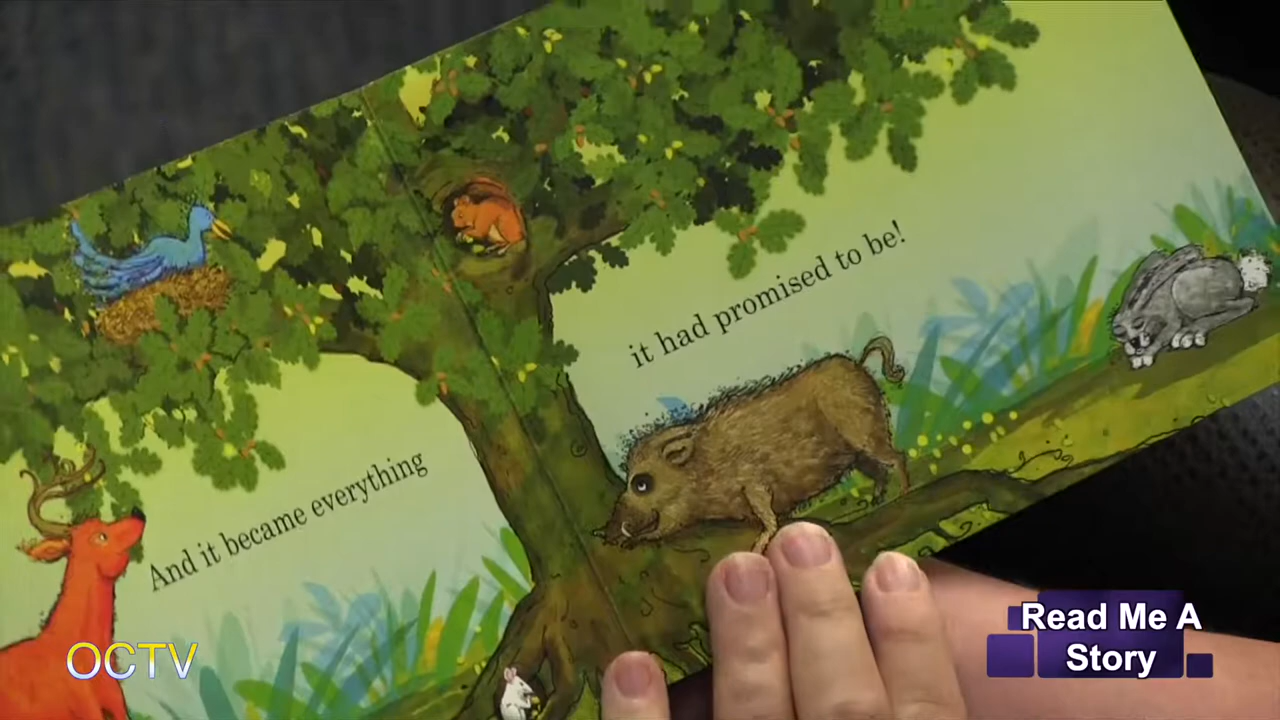 And it became everything
it had promised to be!
OCTV
Read Me A
Story